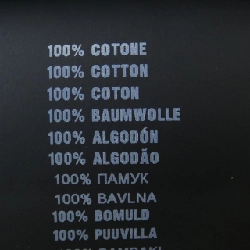 100% COTONE
100% COTTON
100% COTON
100% BAUMWOLLE
100% ALGODÓN
100% ALGODÃO
100% ПАМУК
100% BAVLNA
100% BOMULD
100% PUUVILLA